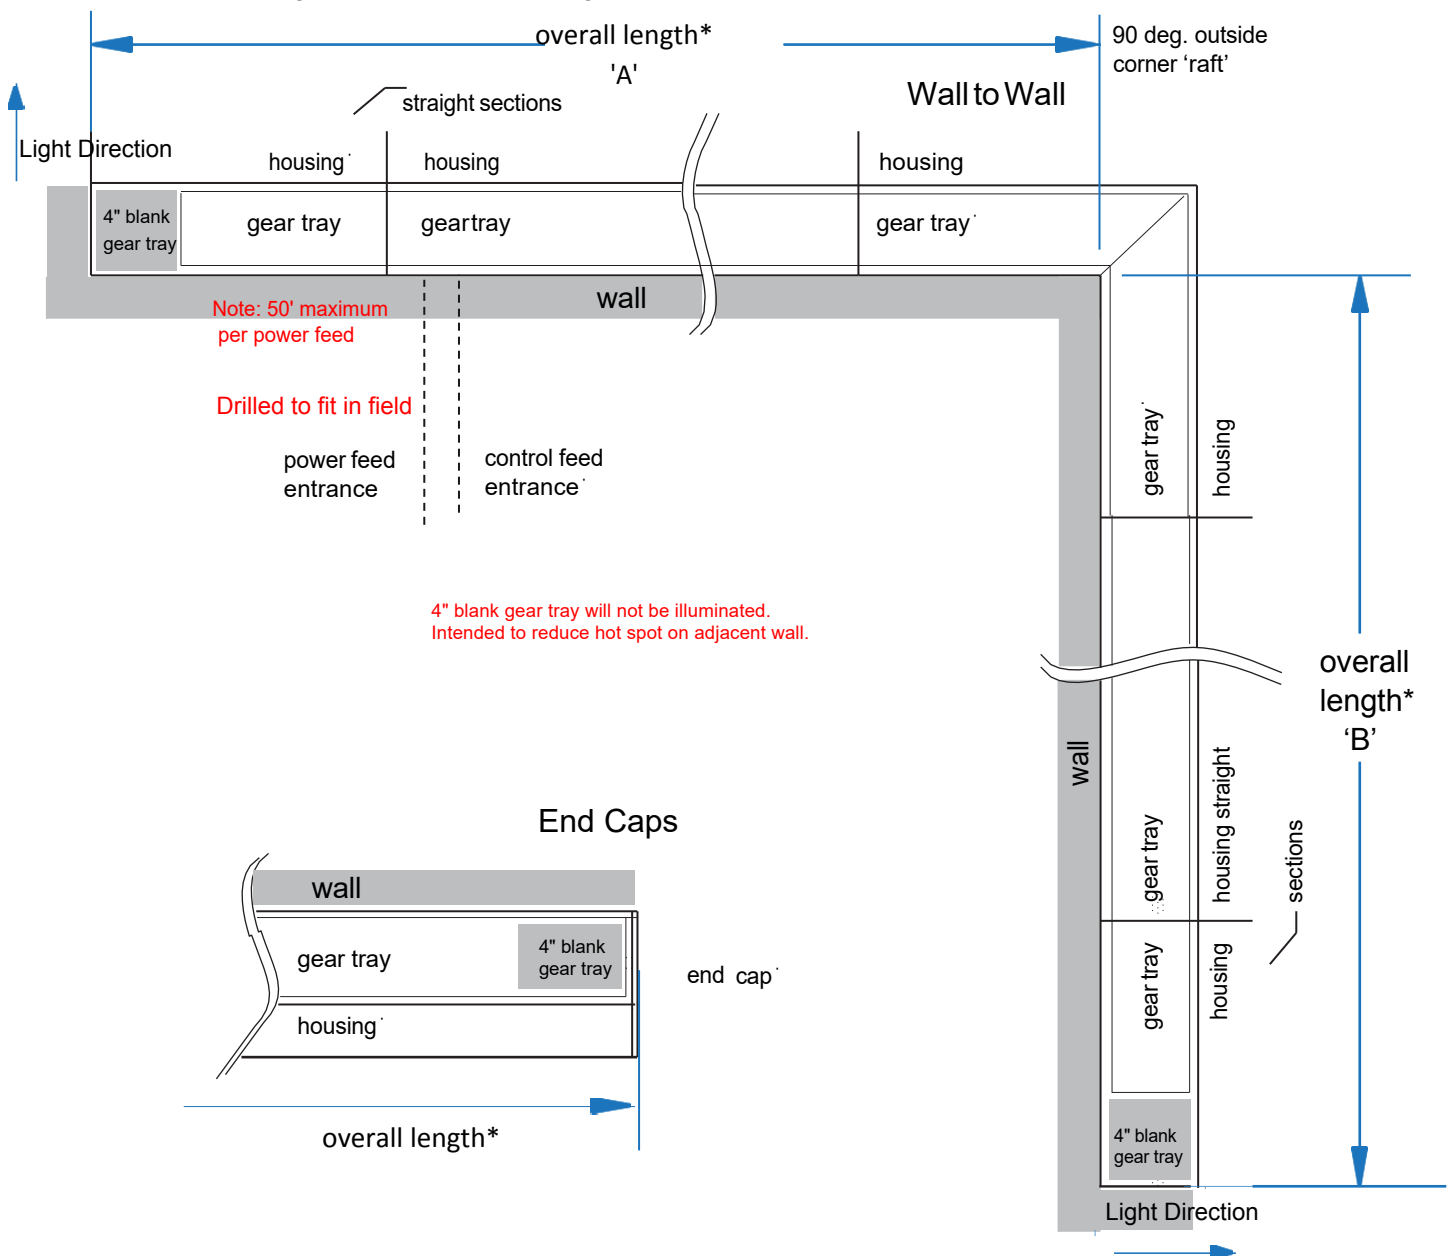 overall length*
'A'
90 deg. outside
corner ‘raft’
Wall to Wall
straight sections
Light Direction
housing
housing
housing
4" blank
gear tray
gear tray
geartray
gear tray
wall
Note: 50' maximum
per power feed
Drilled to fit in field
power feed
entrance
control feed
entrance
gear tray
housing
4" blank gear tray will not be illuminated.
Intended to reduce hot spot on adjacent wall.
overall
length*
‘B’
wall
gear tray
housing straight
sections
End Caps
wall
gear tray
4" blank
gear tray
end cap
housing
overall length*
gear tray
housing
4" blank
gear tray
Light Direction